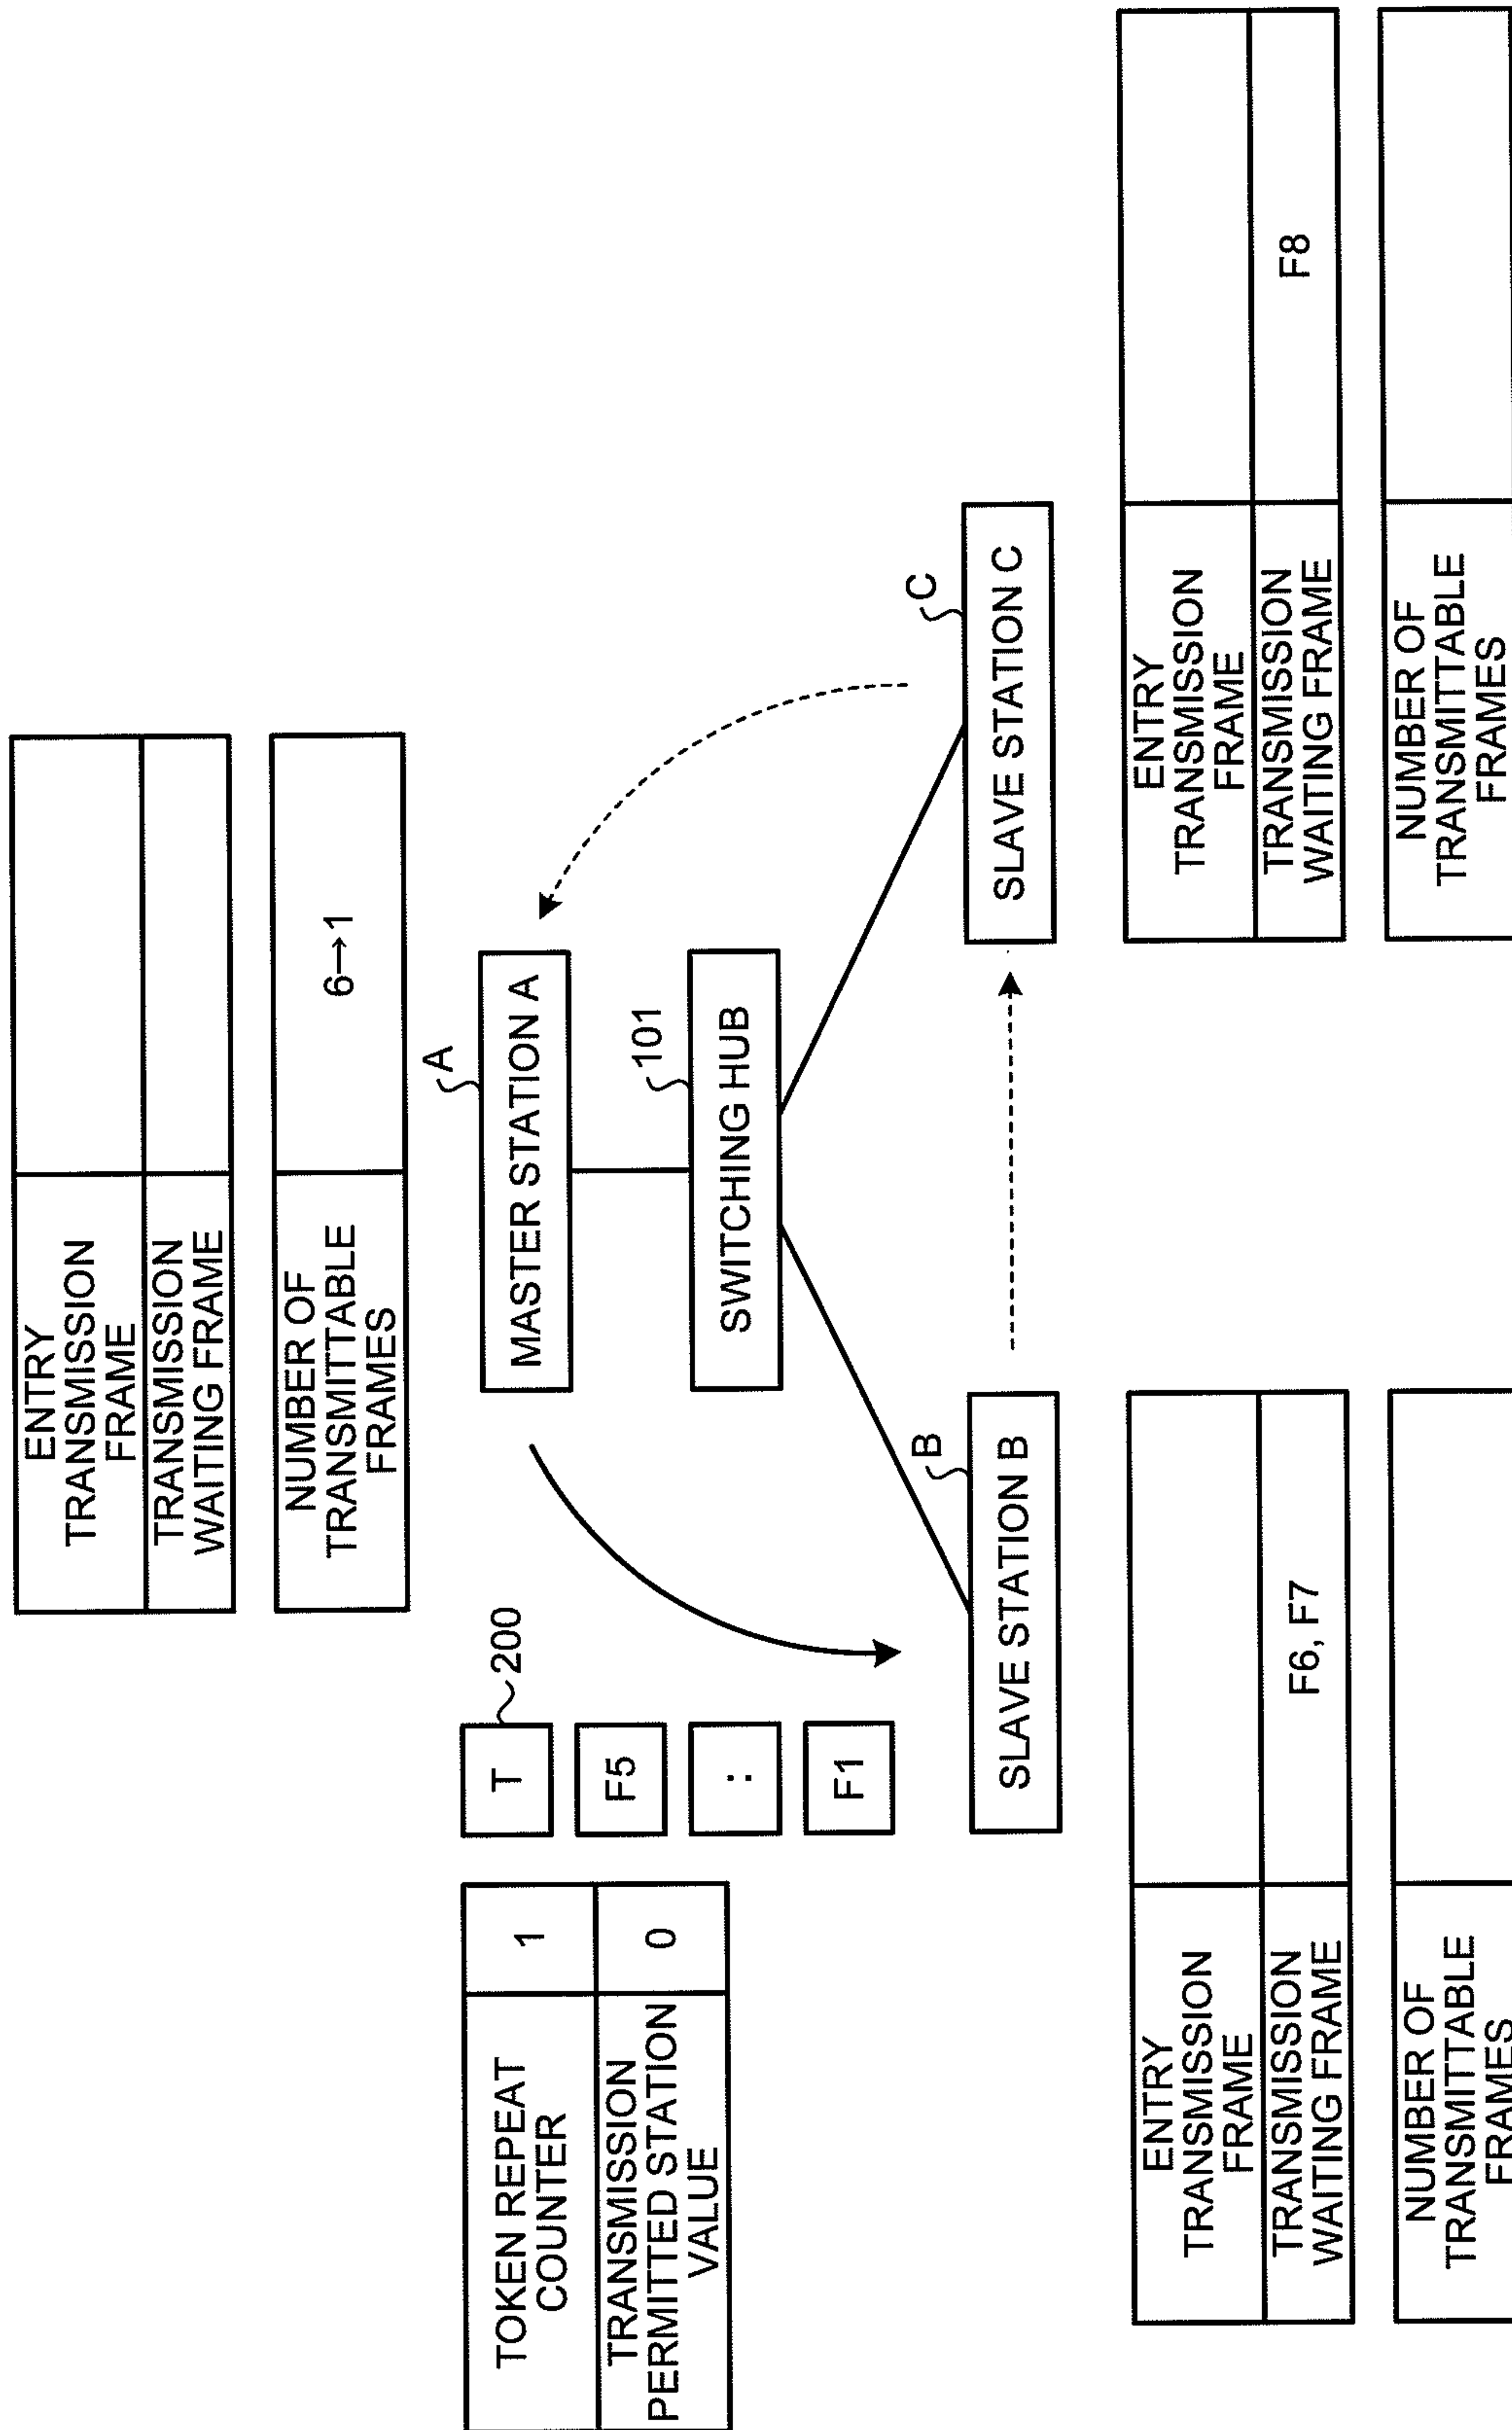 ENTRY
TRANSMISSION
FRAME
TRANSMISSION
WAITING FRAME
NUMBER OF
TRANSMITTABLE
FRAMES
6→1
A
MASTER STATION A
101
SWITCHING HUB
TOKEN REPEAT
COUNTER
1
TRANSMISSION
PERMITTED STATION
VALUE
0
T
200
F5
:
F1
B
SLAVE STATION B
C
SLAVE STATION C
ENTRY
TRANSMISSION
FRAME
TRANSMISSION
WAITING FRAME
F6, F7
NUMBER OF
TRANSMITTABLE
FRAMES
ENTRY
TRANSMISSION
FRAME
TRANSMISSION
WAITING FRAME
F8
NUMBER OF
TRANSMITTABLE
FRAMES